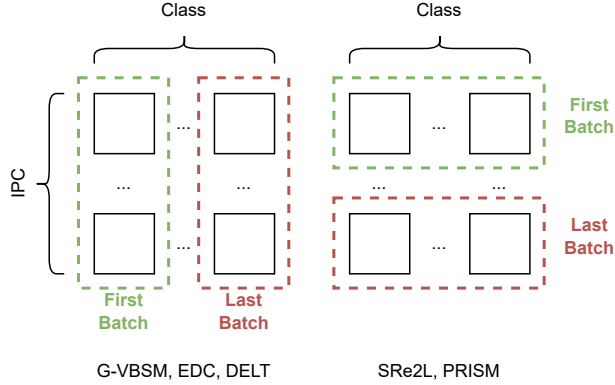 Class
Class
IPC
...
...
...
...
First
Batch
Last
Batch
...
...
...
...
First
Batch
Last
Batch
G-VBSM, EDC, DELT
SRe2L, PRISM